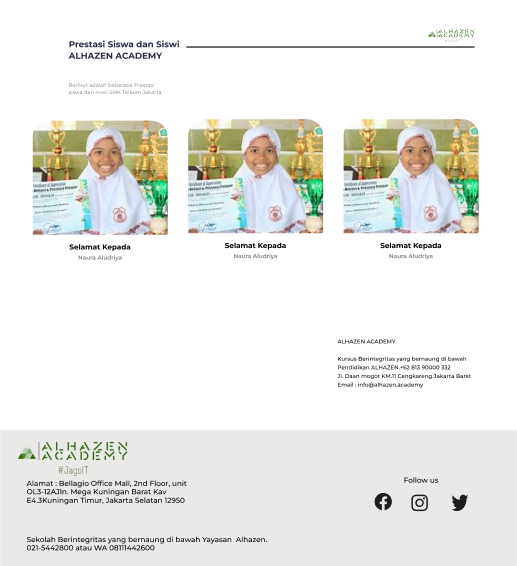 ALHAZEN
ACADEMY
Prestasi Siswa dan Siswi
ALHAZEN ACADEMY
Berikut adalah beberapa Prestasi
siswa dan siswi SMK Telkom Jakarta
Selamat Kepada
Naura Aludriya
Selamat Kepada
Naura Aludriya
Selamat Kepada
Naura Aludriya
ALHAZEN ACADEMY
Kursus Berintegritas yang bernaung di bawah
Pendidikan ALHAZEN.+62 813 90000 332
Jl. Daan mogot KM.11 Cengkareng Jakarta Barat
Email : info@alhazen.academy
ALHAZEN
ACADEMY
#JagoIT
Alamat : Bellagio Office Mall, 2nd Floor, unit
OL3-12AJln. Mega Kuningan Barat Kav
E4.3Kuningan Timur, Jakarta Selatan 12950
Follow us
Sekolah Berintegritas yang bernaung di bawah Yayasan Alhazen.
021-5442800 atau WA 08111442600